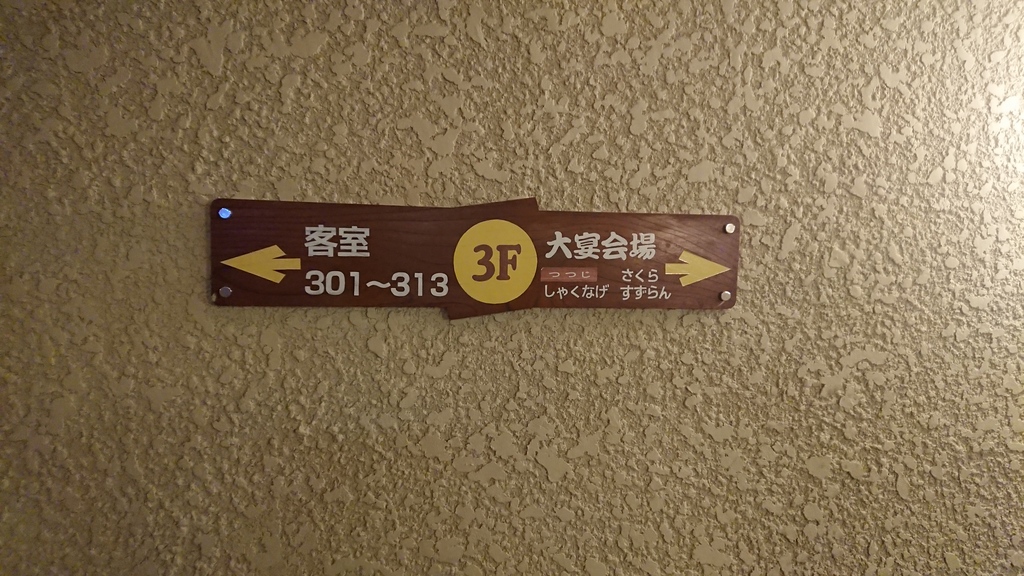 客室
301～313
3F
大宴会場
つつじ さくら
しゃくなげ すずらん